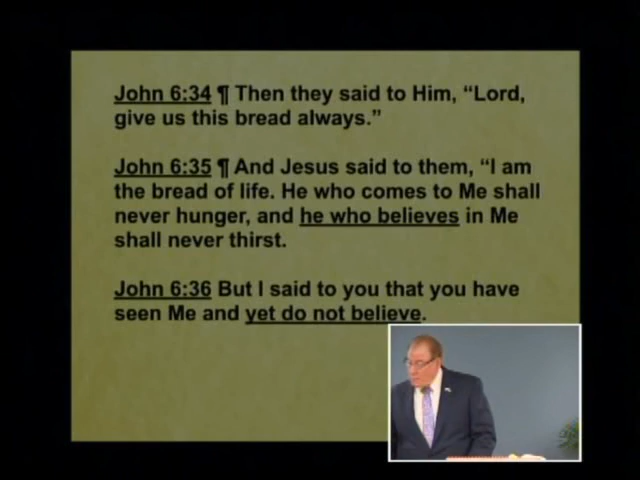 John 6:34 ¶ Then they said to Him, “Lord,
give us this bread always.”
John 6:35 ¶ And Jesus said to them, “I am
the bread of life. He who comes to Me shall
never hunger, and he who believes in Me
shall never thirst.
John 6:36 But I said to you that you have
seen Me and yet do not believe.